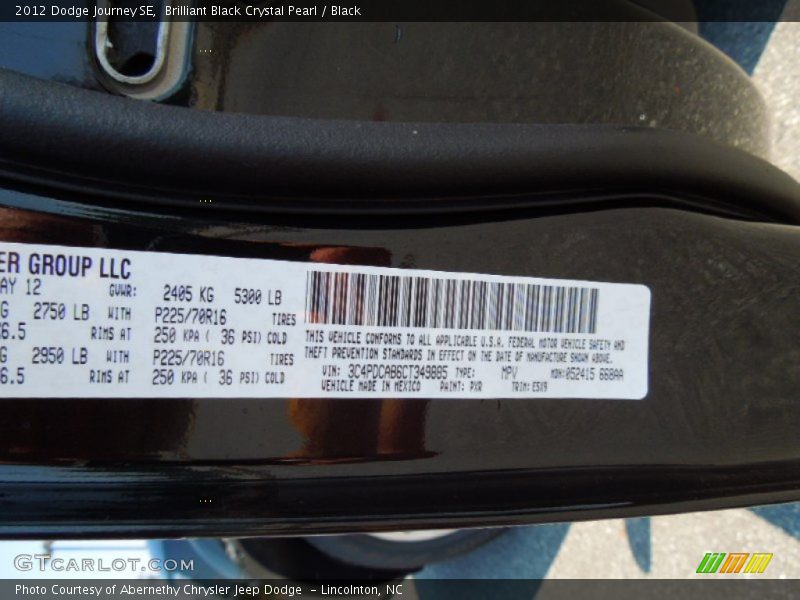 2012 Dodge Journey SE, Brilliant Black Crystal Pearl / Black
ER GROUP LLC
AY 12 GVWR: 2405 KG 5300 LB
G 2750 LB WITH P225/70R16 TIRES
6.5 RIMS AT 250 KPA ( 36 PSI) COLD
G 2950 LB WITH P225/70R16 TIRES
6.5 RIMS AT 250 KPA ( 36 PSI) COLD
THIS VEHICLE CONFORMS TO ALL APPLICABLE U.S.A. FEDERAL MOTOR VEHICLE SAFETY AND
THEFT PREVENTION STANDARDS IN EFFECT ON THE DATE OF MANUFACTURE SHOWN ABOVE.
VIN: 3C4PDCAB6CT349885 TYPE: MPV MDH:052415 668AA
VEHICLE MADE IN MEXICO PAINT: PXR TRIM:
GTCARLOT.COM
Photo Courtesy of Abernethy Chrysler Jeep Dodge - Lincolnton, NC